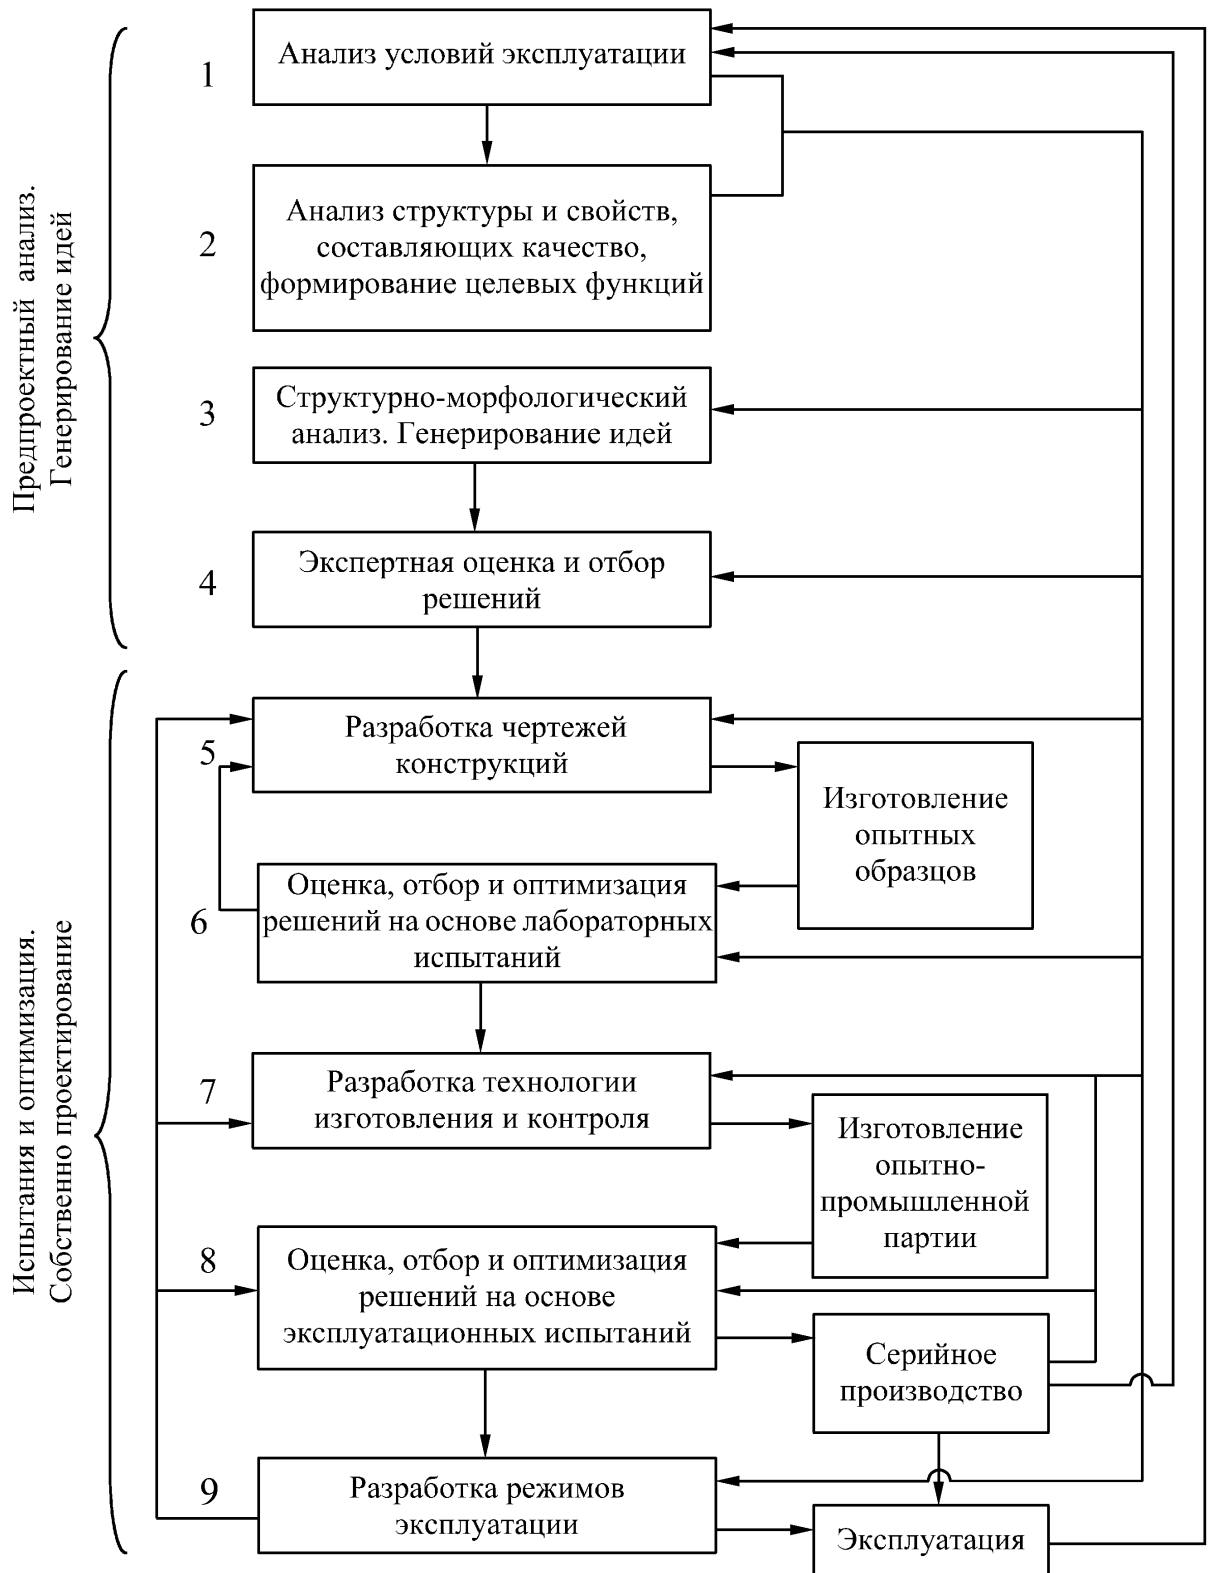 Предпроектный анализ.
Генерирование идей
1
Анализ условий эксплуатации
2
Анализ структуры и свойств,
составляющих качество,
формирование целевых функций
3
Структурно-морфологический
анализ. Генерирование идей
4
Экспертная оценка и отбор
решений
Испытания и оптимизация.
Собственно проектирование
5
Разработка чертежей
конструкций
Изготовление
опытных
образцов
6
Оценка, отбор и оптимизация
решений на основе лабораторных
испытаний
7
Разработка технологии
изготовления и контроля
Изготовление
опытно-
промышленной
партии
8
Оценка, отбор и оптимизация
решений на основе
эксплуатационных испытаний
Серийное
производство
9
Разработка режимов
эксплуатации
Эксплуатация